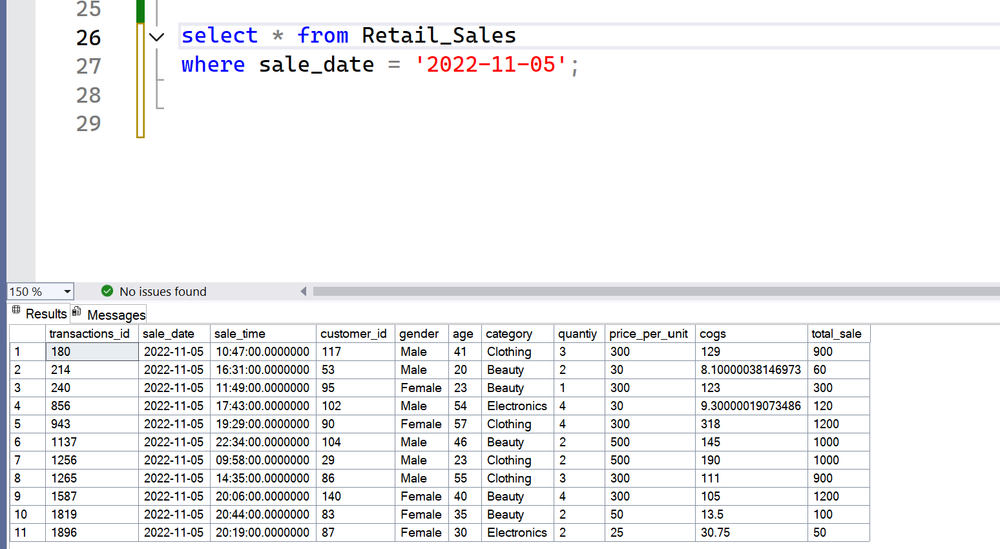 25
26 select * from Retail_Sales
27 where sale_date = '2022-11-05';
28
29
150 % No issues found
Results Messages
transactions_id sale_date sale_time customer_id gender age category quantiy price_per_unit cogs total_sale
1 180 2022-11-05 10:47:00.0000000 117 Male 41 Clothing 3 300 129 900
2 214 2022-11-05 16:31:00.0000000 53 Male 20 Beauty 2 30 8.10000038146973 60
3 240 2022-11-05 11:49:00.0000000 95 Female 23 Beauty 1 300 123 300
4 856 2022-11-05 17:43:00.0000000 102 Male 54 Electronics 4 30 9.30000019073486 120
5 943 2022-11-05 19:29:00.0000000 90 Female 57 Clothing 4 300 318 1200
6 1137 2022-11-05 22:34:00.0000000 104 Male 46 Beauty 2 500 145 1000
7 1256 2022-11-05 09:58:00.0000000 29 Male 23 Clothing 2 500 190 1000
8 1265 2022-11-05 14:35:00.0000000 86 Male 55 Clothing 3 300 111 900
9 1587 2022-11-05 20:06:00.0000000 140 Female 40 Beauty 4 300 105 1200
10 1819 2022-11-05 20:44:00.0000000 83 Female 35 Beauty 2 50 13.5 100
11 1896 2022-11-05 20:19:00.0000000 87 Female 30 Electronics 2 25 30.75 50